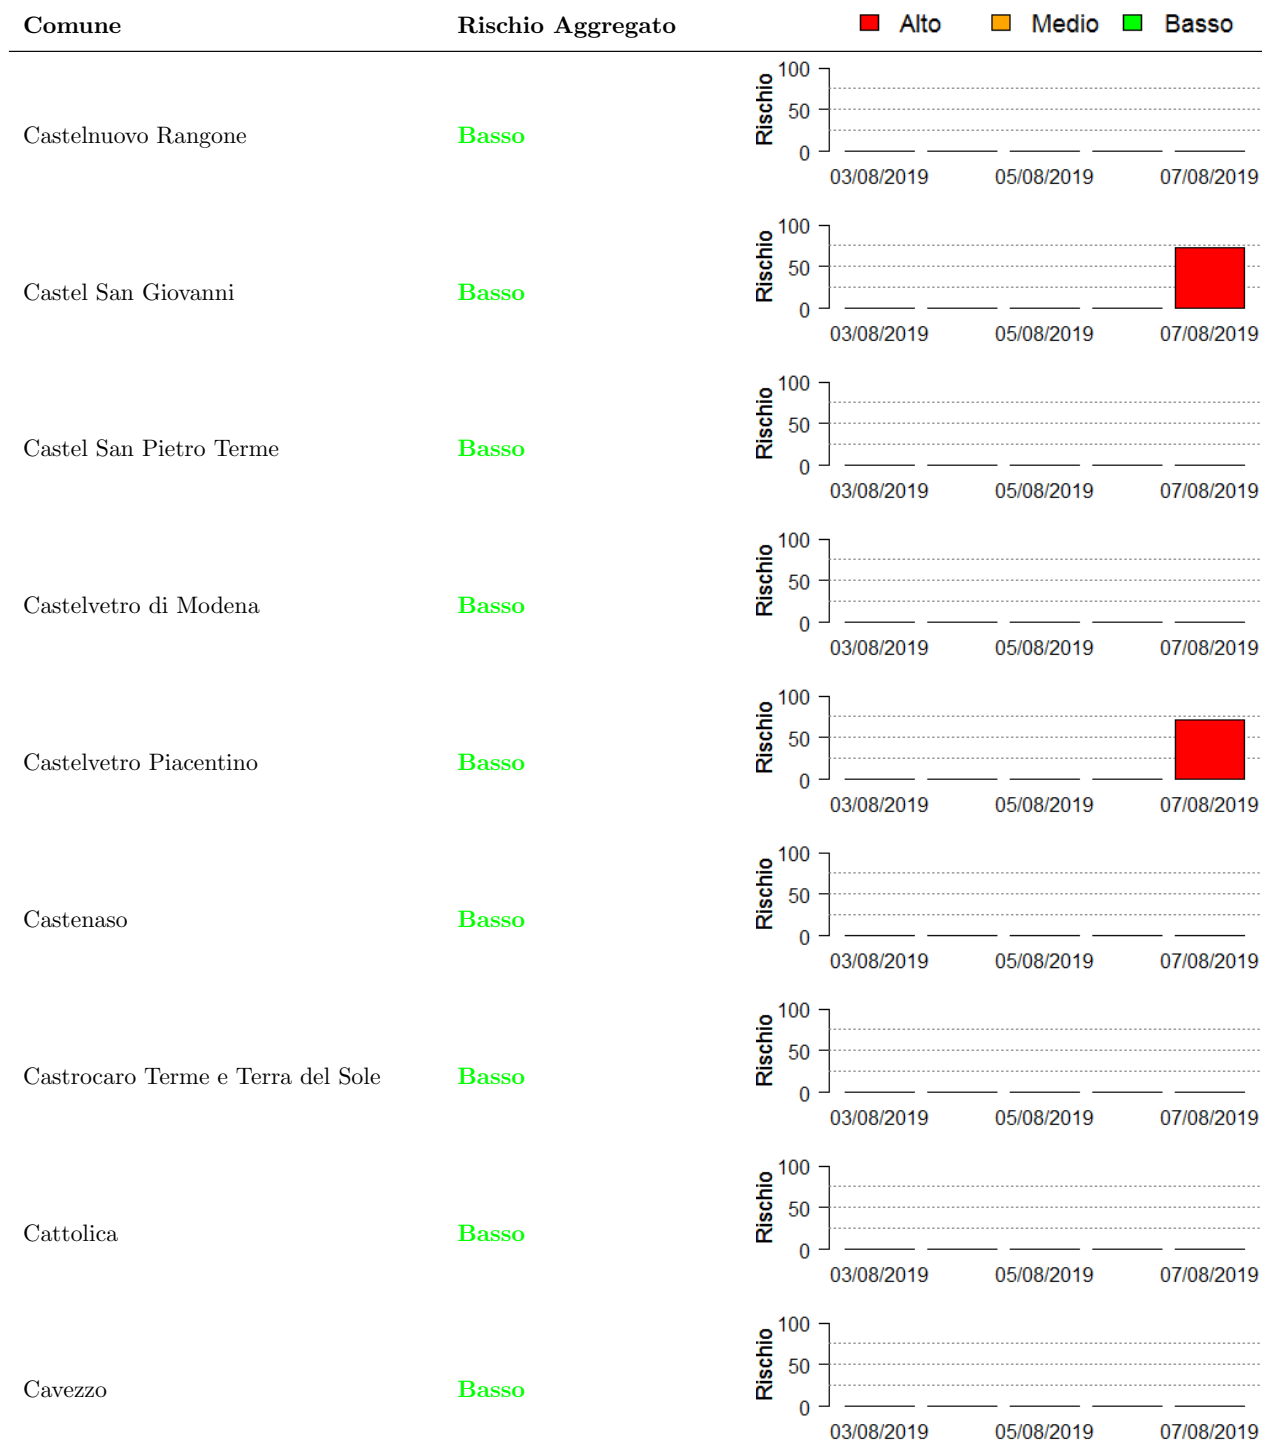 Comune Rischio Aggregato Alto Medio Basso
100
50
0
Rischio
Castelnuovo Rangone Basso
03/08/2019 05/08/2019 07/08/2019
100
50
0
Rischio
Castel San Giovanni Basso
03/08/2019 05/08/2019 07/08/2019
100
50
0
Rischio
Castel San Pietro Terme Basso
03/08/2019 05/08/2019 07/08/2019
100
50
0
Rischio
Castelvetro di Modena Basso
03/08/2019 05/08/2019 07/08/2019
100
50
0
Rischio
Castelvetro Piacentino Basso
03/08/2019 05/08/2019 07/08/2019
100
50
0
Rischio
Castenaso Basso
03/08/2019 05/08/2019 07/08/2019
100
50
0
Rischio
Castrocaro Terme e Terra del Sole Basso
03/08/2019 05/08/2019 07/08/2019
100
50
0
Rischio
Cattolica Basso
03/08/2019 05/08/2019 07/08/2019
100
50
0
Rischio
Cavezzo Basso
03/08/2019 05/08/2019 07/08/2019